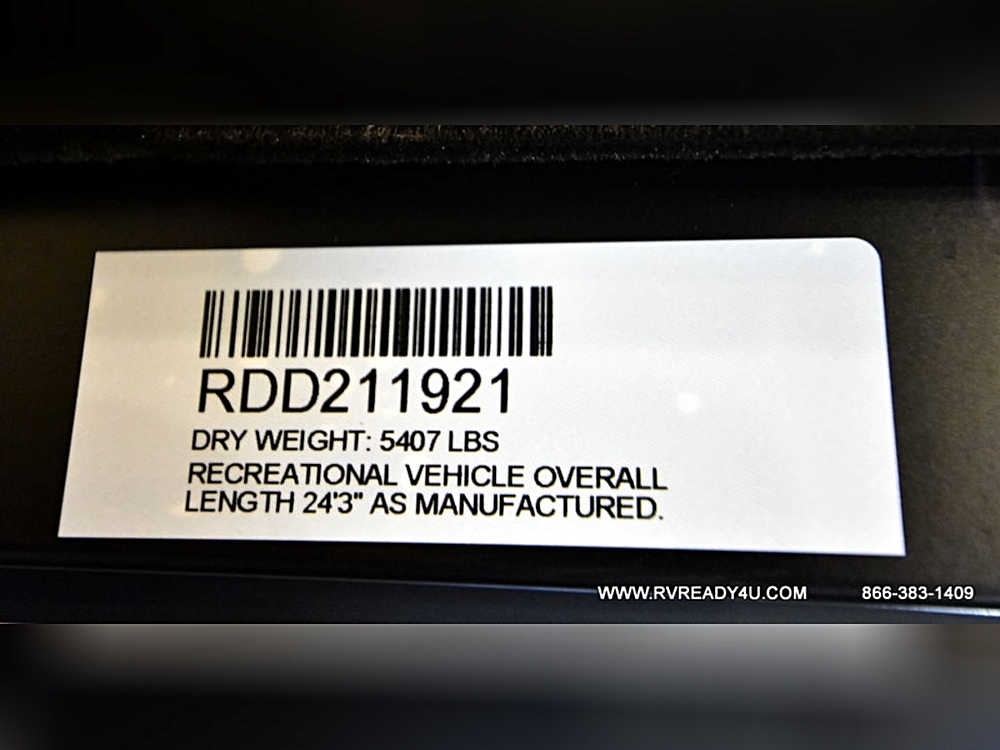 RDD211921
DRY WEIGHT: 5407 LBS
RECREATIONAL VEHICLE OVERALL
LENGTH 24'3" AS MANUFACTURED.
WWW.RVREADY4U.COM 866-383-1409